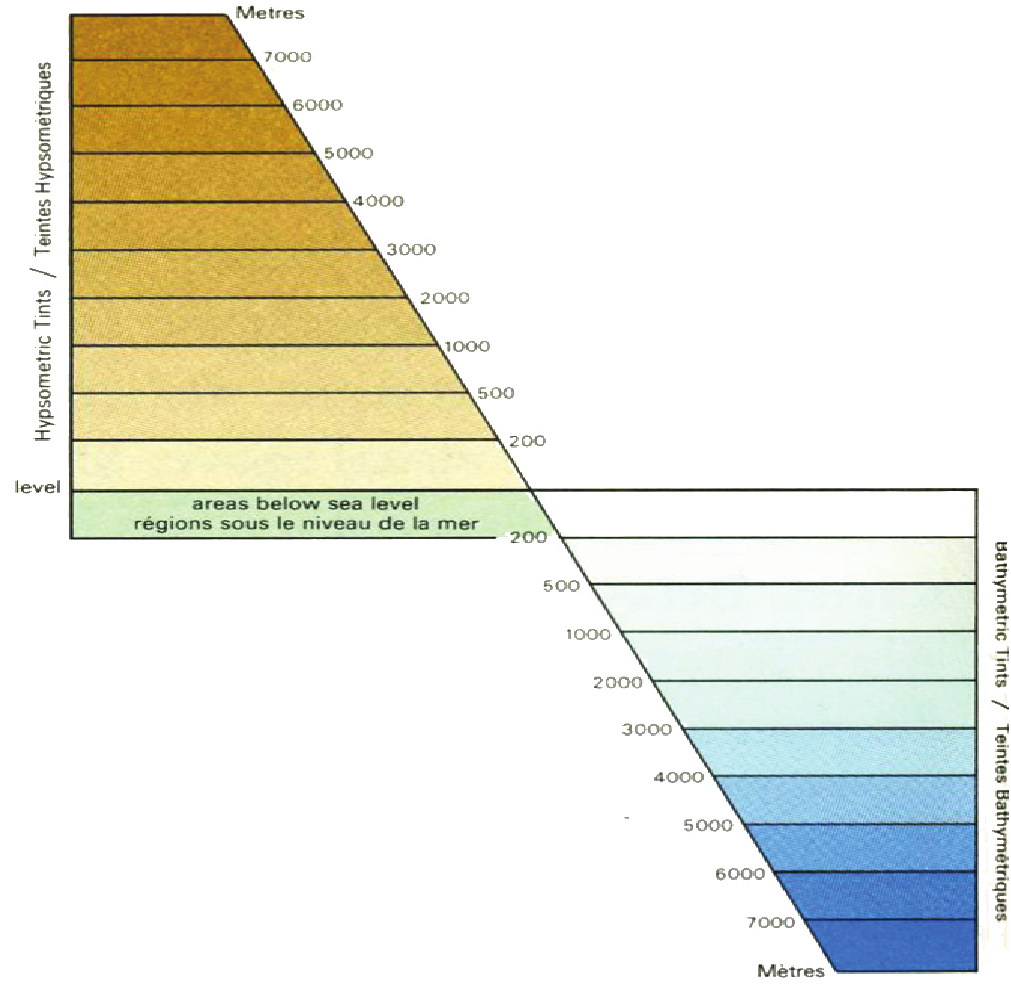 Metres
7000
6000
5000
4000
3000
2000
1000
500
200
Hypsometric Tints / Teintes Hypsométriques
level
areas below sea level
régions sous le niveau de la mer
200
500
1000
2000
3000
4000
5000
6000
7000
Mètres
Bathymetric Tints / Teintes Bathymétriques